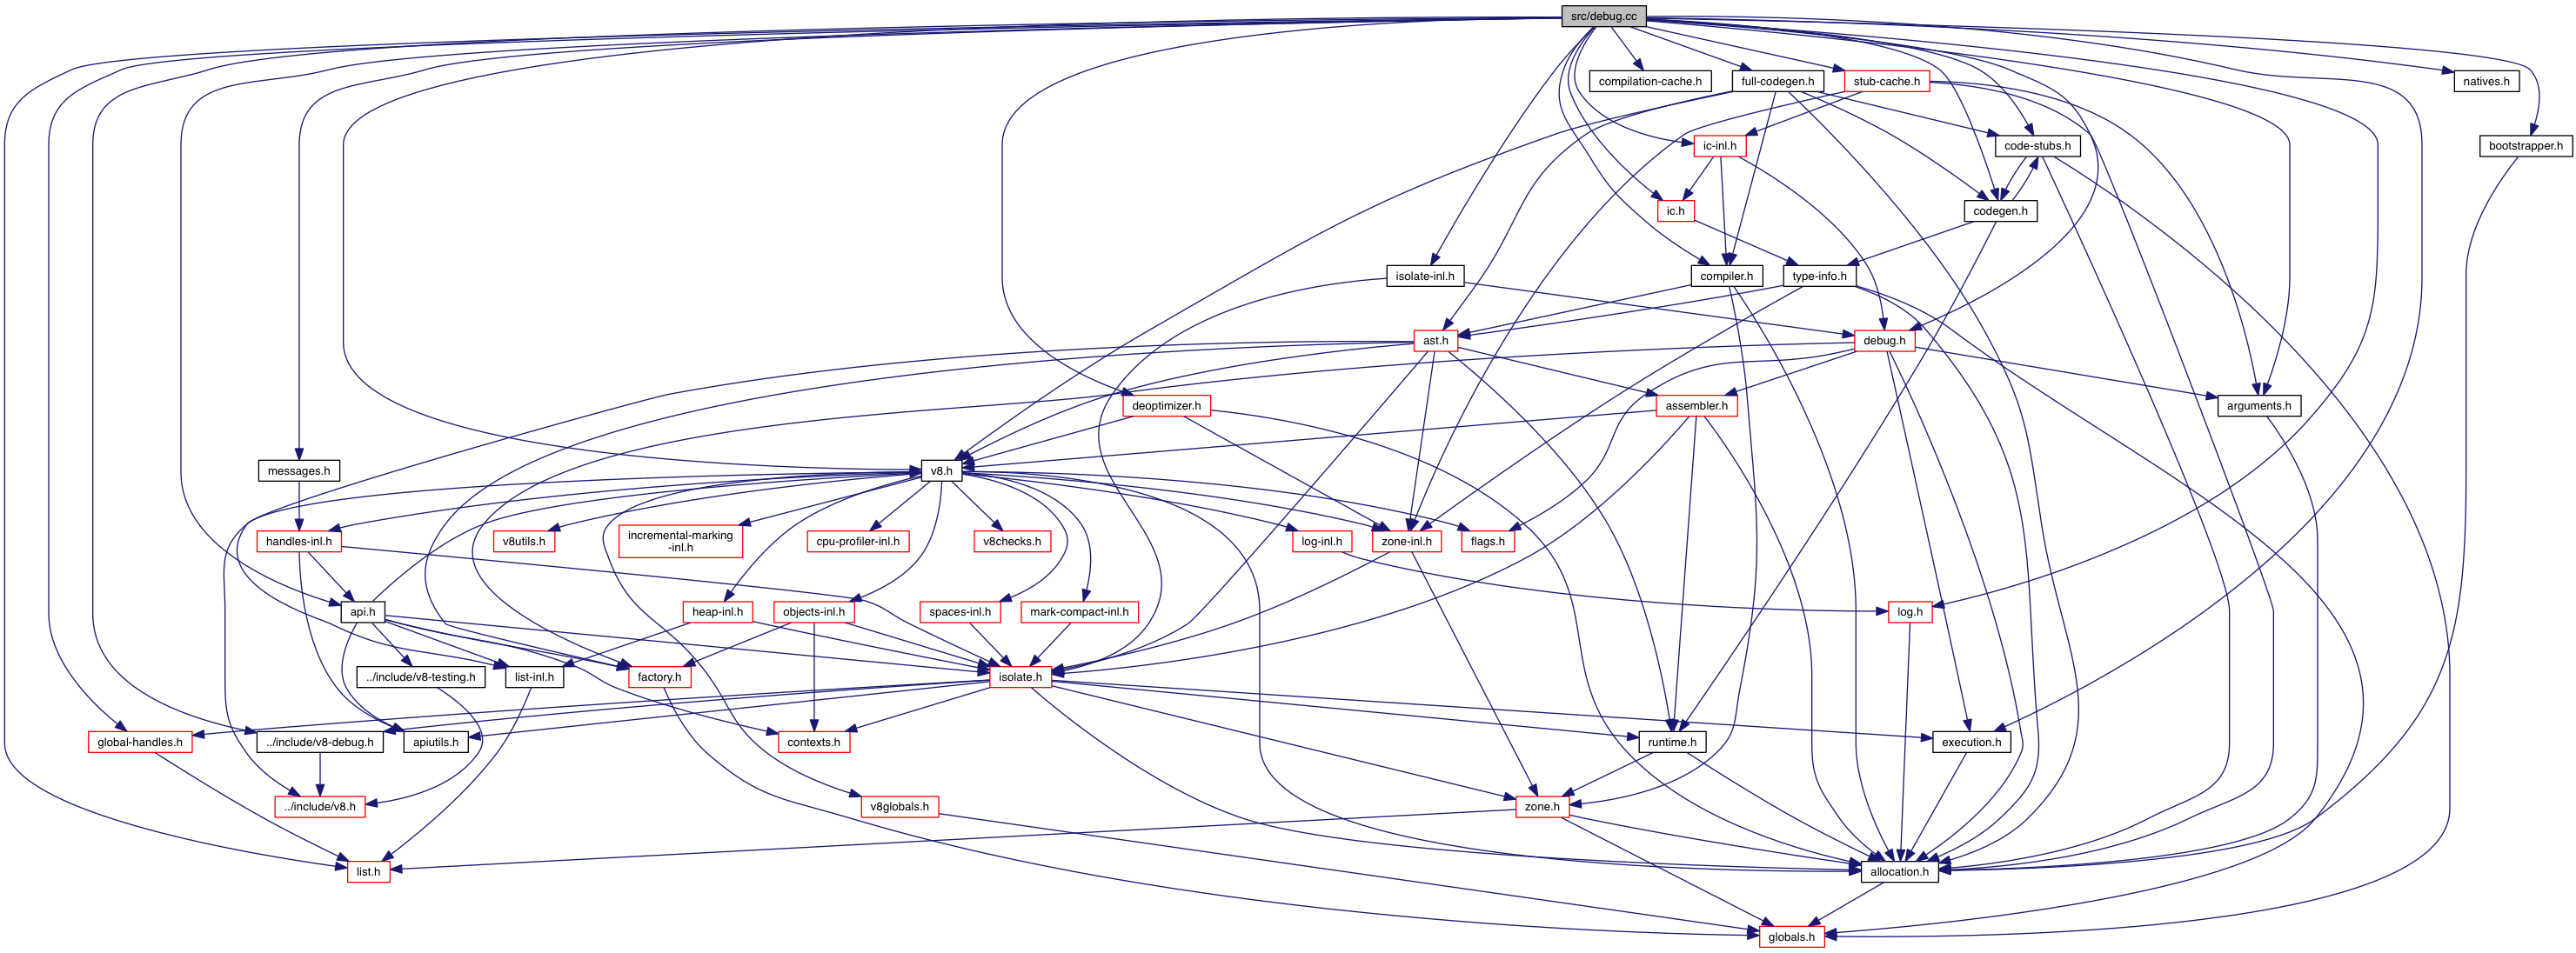 src/debug.cc
compilation-cache.h
full-codegen.h
stub-cache.h
natives.h
ic-inl.h
code-stubs.h
bootstrapper.h
ic.h
codegen.h
isolate-inl.h
compiler.h
type-info.h
ast.h
debug.h
deoptimizer.h
assembler.h
arguments.h
messages.h
v8.h
handles-inl.h
v8utils.h
incremental-marking
-inl.h
cpu-profiler-inl.h
v8checks.h
log-inl.h
zone-inl.h
flags.h
api.h
heap-inl.h
objects-inl.h
spaces-inl.h
mark-compact-inl.h
log.h
../include/v8-testing.h
list-inl.h
factory.h
isolate.h
global-handles.h
../include/v8-debug.h
apiutils.h
contexts.h
runtime.h
execution.h
../include/v8.h
v8globals.h
zone.h
list.h
allocation.h
globals.h